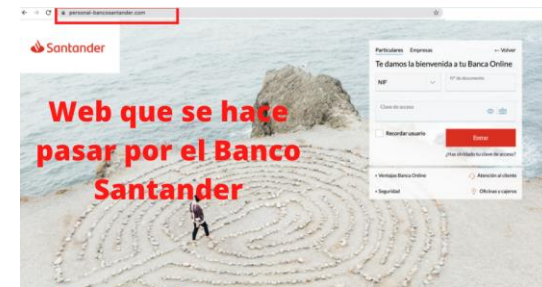 personal-bancosantander.com
Santander
Particulares Empresas
Volver
Te damos la bienvenida a tu Banca Online
NIF
Nº de documento
Clave de acceso
Recordar usuario
Entrar
¿Has olvidado tu clave de acceso?
Ventajas Banca Online
Atención al cliente
Seguridad
Oficinas y cajeros
Web que se hace
pasar por el Banco
Santander